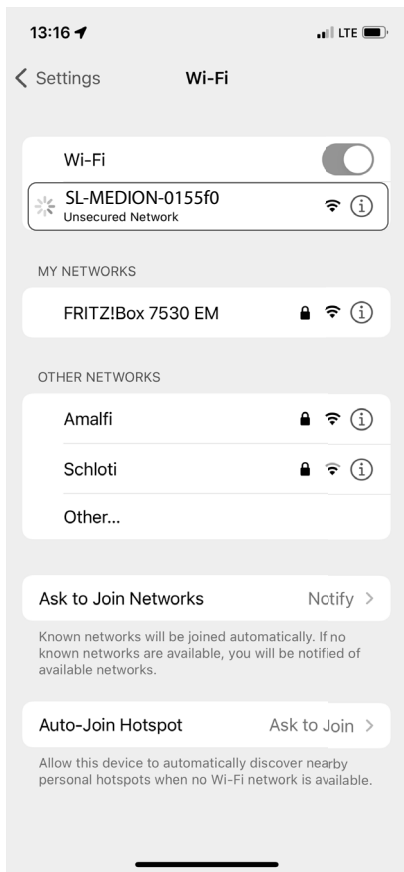 13:16 LTE
Settings Wi-Fi
Wi-Fi
SL-MEDION-0155f0
Unsecured Network
MY NETWORKS
FRITZ!Box 7530 EM
OTHER NETWORKS
Amalfi
Schloti
Other...
Ask to Join Networks Notify
Known networks will be joined automatically. If no
known networks are available, you will be notified of
available networks.
Auto-Join Hotspot Ask to Join
Allow this device to automatically discover nearby
personal hotspots when no Wi-Fi network is available.